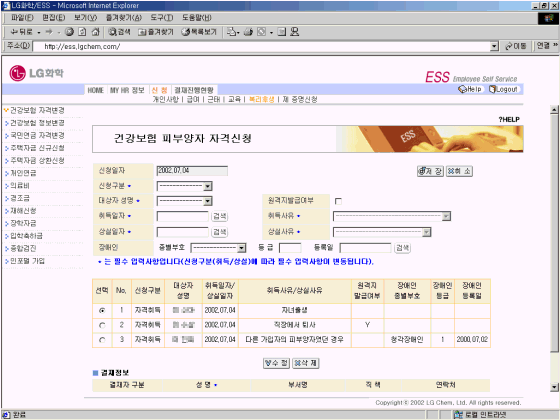 LG화학/ESS - Microsoft Internet Explorer
파일(F) 편집(E) 보기(V) 즐겨찾기(A) 도구(T) 도움말(H)
뒤로 검색 즐겨찾기 목록보기
주소(D) http://ess.lgchem.com/ 이동 연결 »
LG화학
ESS Employee Self Service
HOME MY HR 정보 신 청 결재진행현황 Help Logout
개인사항 | 급여 | 근태 | 교육 | 복리후생 | 제 증명신청
건강보험 자격변경
건강보험 정보변경
국민연금 자격변경
주택자금 신규신청
주택자금 상환신청
개인연금
의료비
경조금
재해신청
장학자금
입학축하금
종합검진
인포멜 가입
?HELP
건강보험 피부양자 자격신청
ESS
신청일자 2002.07.04 저 장 취 소
신청구분
대상자 성명 원격지발급여부
취득일자 검색 취득사유
상실일자 검색 상실사유
장애인 종별부호 등 급 등록일 검색
* 는 필수 입력사항입니다(신청구분(취득/상실)에 따라 필수 입력사항이 변동됩니다).
선택 No. 신청구분 대상자 성명 취득일자/상실일자 취득사유/상실사유 원격지 발급여부 장애인 종별부호 장애인 등급 장애인 등록일
1 자격취득 2002.07.04 자녀출생
2 자격취득 2002.07.04 직장에서 퇴사 Y
3 자격취득 2002.07.04 다른 가입자의 피부양자였던 경우 청각장애인 1 2000.07.02
수 정 삭 제
결재정보
결재자 구분 성 명 부서명 직 책 연락처
Copyright © 2002 LG Chem, Ltd. All rights reserved.
완료 로컬 인트라넷